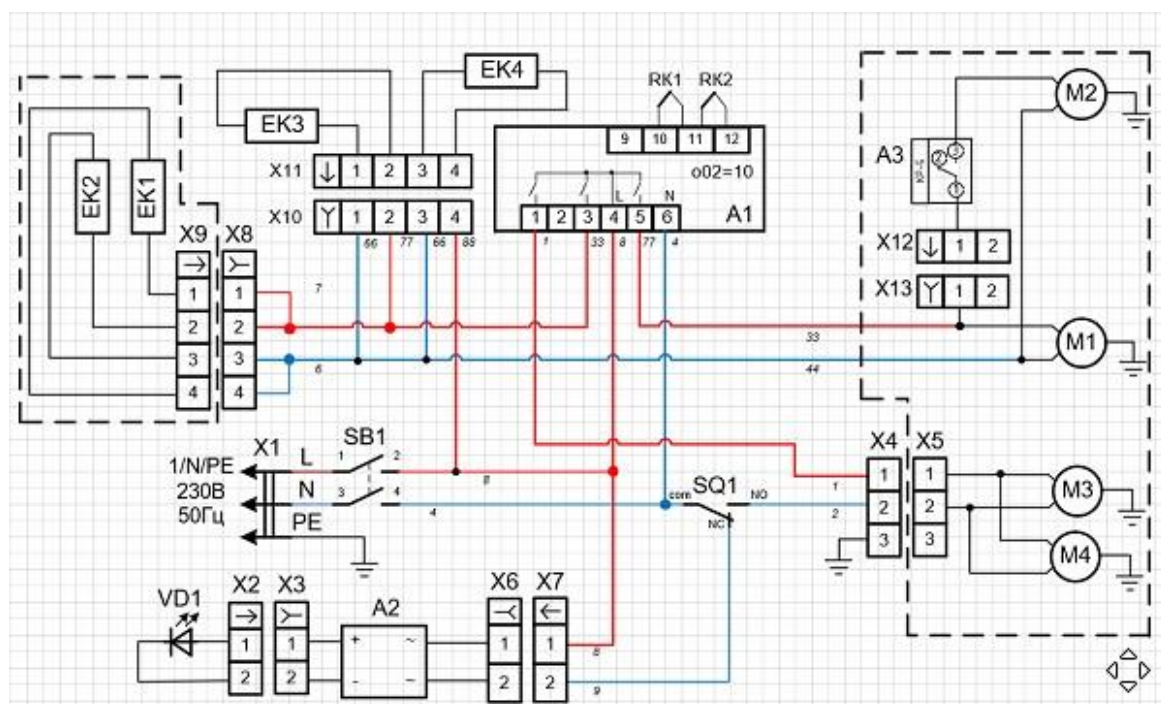 EK4
RK1 RK2
M2
EK3
9 10 11 12
A3
2 3
KP-6
1
o02=10
X11 1 2 3 4
EK2 EK1
L N
A1
X10 1 2 3 4
1 2 3 4 5 6
X9 X8
66 77 66 88
1 33 8 77 4
X12 1 2
X13 1 2
1 1
7
2 2
33
M1
3 3
6
44
4 4
X1 L 1 SB1 2
X4 X5
1/N/PE
8
1 1
M3
230В N 3 4
com SQ1 NO
1
50Гц
4
NC
2
2 2
PE
3 3
M4
VD1 X2 X3 A2 X6 X7
1 1 + ~ 1 1
8
2 2 - ~ 2 2
9